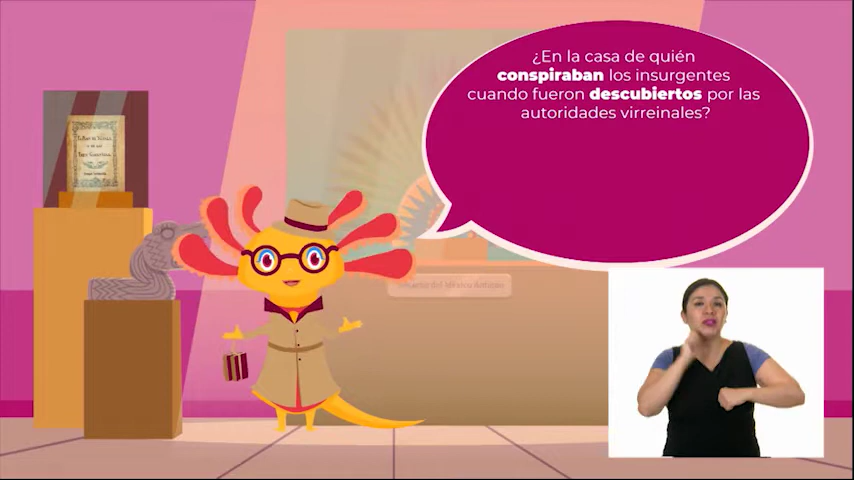 ¿En la casa de quién
conspiraban los insurgentes
cuando fueron descubiertos por las
autoridades virreinales?